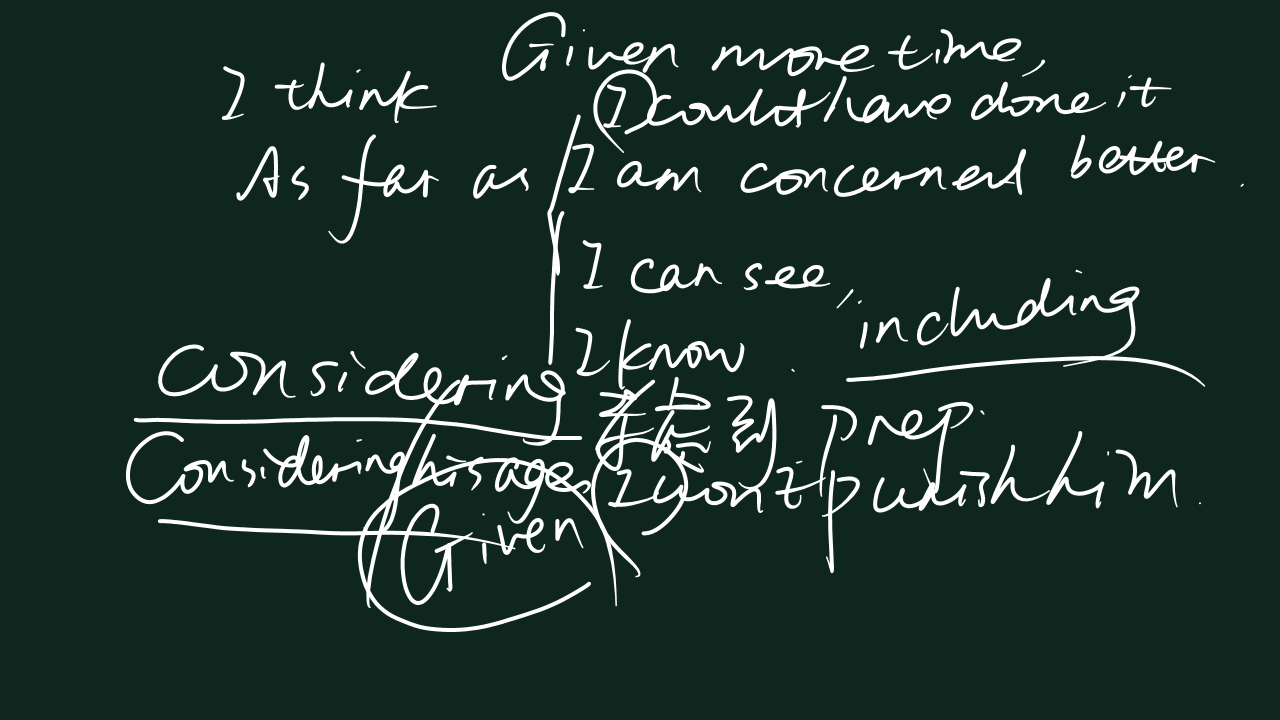 Given more time,
I think
I could have done it
better.
As far as I am concerned
I can see,
including
I know.
considering 考虑到 prep.
Considering his age, I won't punish him.
Given